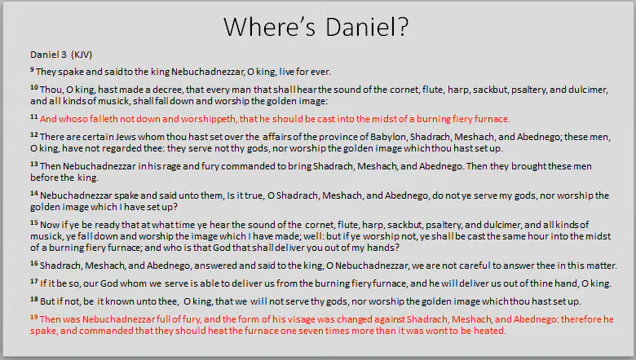 Where's Daniel?
Daniel 3 (KJV)
9 They spake and said to the king Nebuchadnezzar, O king, live for ever.
10 Thou, O king, hast made a decree, that every man that shall hear the sound of the cornet, flute, harp, sackbut, psaltery, and dulcimer,
and all kinds of musick, shall fall down and worship the golden image:
11 And whoso falleth not down and worshippeth, that he should be cast into the midst of a burning fiery furnace.
12 There are certain Jews whom thou hast set over the affairs of the province of Babylon, Shadrach, Meshach, and Abednego; these men,
O king, have not regarded thee: they serve not thy gods, nor worship the golden image which thou hast set up.
13 Then Nebuchadnezzar in his rage and fury commanded to bring Shadrach, Meshach, and Abednego. Then they brought these men
before the king.
14 Nebuchadnezzar spake and said unto them, Is it true, O Shadrach, Meshach, and Abednego, do not ye serve my gods, nor worship the
golden image which I have set up?
15 Now if ye be ready that at what time ye hear the sound of the cornet, flute, harp, sackbut, psaltery, and dulcimer, and all kinds of
musick, ye fall down and worship the image which I have made; well: but if ye worship not, ye shall be cast the same hour into the midst
of a burning fiery furnace; and who is that God that shall deliver you out of my hands?
16 Shadrach, Meshach, and Abednego, answered and said to the king, O Nebuchadnezzar, we are not careful to answer thee in this matter.
17 If it be so, our God whom we serve is able to deliver us from the burning fiery furnace, and he will deliver us out of thine hand, O king.
18 But if not, be it known unto thee, O king, that we will not serve thy gods, nor worship the golden image which thou hast set up.
19 Then was Nebuchadnezzar full of fury, and the form of his visage was changed against Shadrach, Meshach, and Abednego: therefore he
spake, and commanded that they should heat the furnace one seven times more than it was wont to be heated.